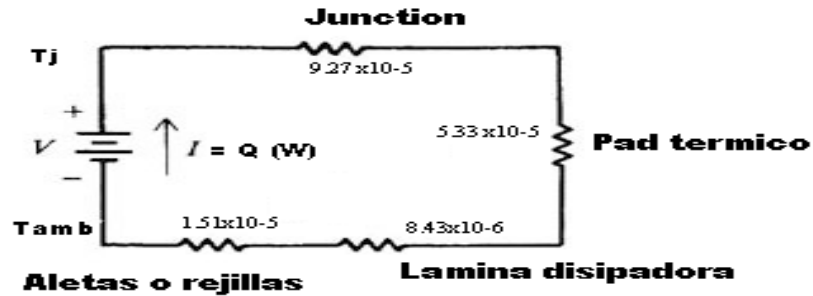 Junction
Tj
9.27x10-5
+
V
I = Q (W)
−
5.33x10-5
Pad termico
Tamb
1.51x10-5
8.43x10-6
Aletas o rejillas
Lamina disipadora